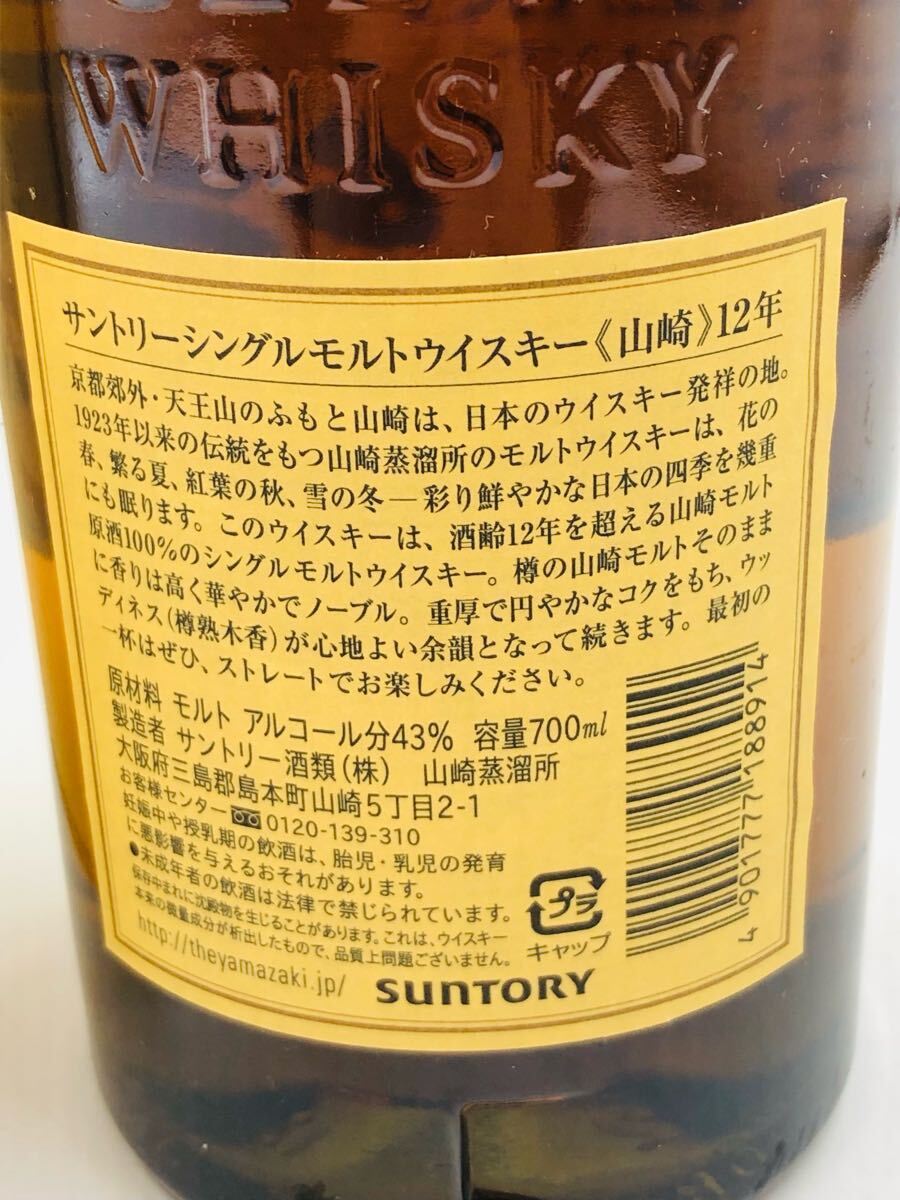 WHISKY
サントリーシングルモルトウイスキー《山崎》12年
京都郊外・天王山のふもと山崎は、日本のウイスキー発祥の地。
1923年以来の伝統をもつ山崎蒸溜所のモルトウイスキーは、花の
春、繁る夏、紅葉の秋、雪の冬—彩り鮮やかな日本の四季を幾重
にも眠ります。このウイスキーは、酒齢12年を超える山崎モルト
原酒100%のシングルモルトウイスキー。樽の山崎モルトそのまま
に香りは高く華やかでノーブル。重厚で円やかなコクをもち、ウッ
ディネス(樽熟木香)が心地よい余韻となって続きます。最初の
一杯はぜひ、ストレートでお楽しみください。
原材料 モルト アルコール分43% 容量700ml
製造者 サントリー酒類(株) 山崎蒸溜所
大阪府三島郡島本町山崎5丁目2-1
お客様センター 0120-139-310
妊娠中や授乳期の飲酒は、胎児・乳児の発育
に悪影響を与えるおそれがあります。
●未成年者の飲酒は法律で禁じられています。
保存中まれに沈殿物を生じることがあります。これは、ウイスキー
本来の微量成分が析出したもので、品質上問題ございません。
http://theyamazaki.jp/
SUNTORY
プラ
キャップ
4 901777 188914